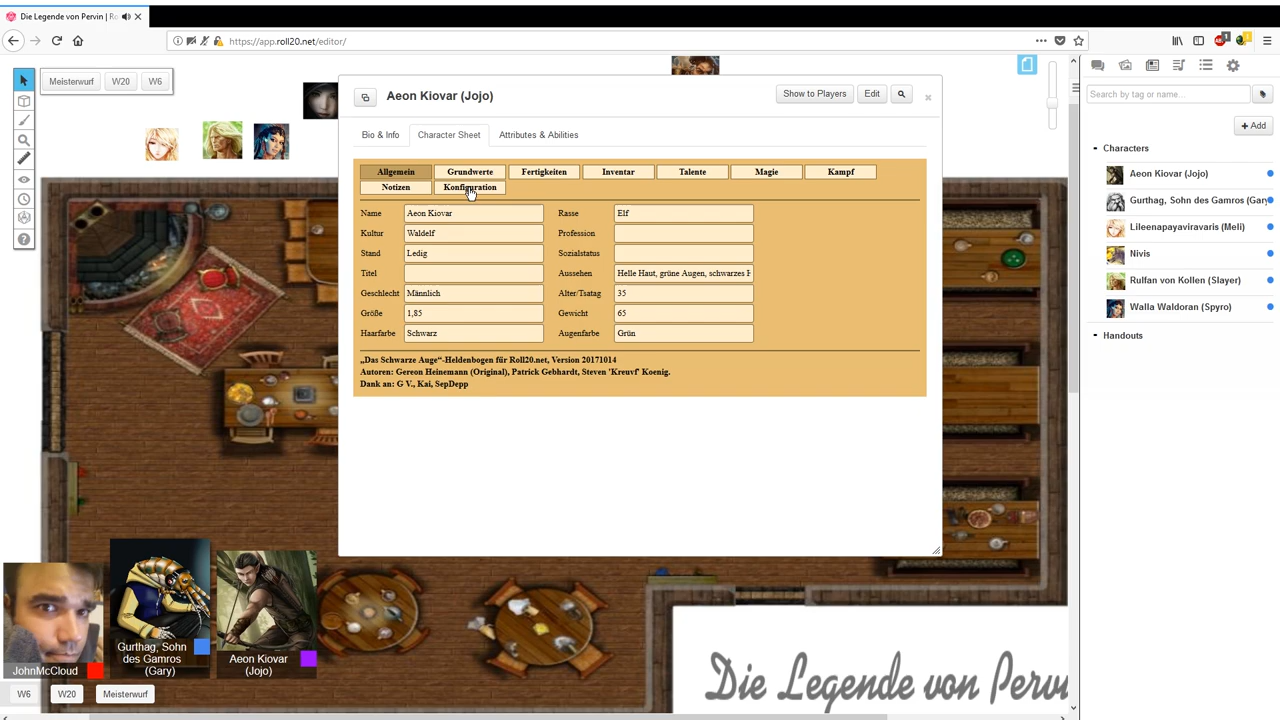 Die Legende von Pervin | Ro
https://app.roll20.net/editor/
Meisterwurf W20 W6
Aeon Kiovar (Jojo)
Show to Players Edit
Bio & Info Character Sheet Attributes & Abilities
Allgemein Grundwerte Fertigkeiten Inventar Talente Magie Kampf
Notizen Konfiguration
Name Aeon Kiovar Rasse Elf
Kultur Waldelf Profession
Stand Ledig Sozialstatus
Titel Aussehen Helle Haut, grüne Augen, schwarzes H
Geschlecht Männlich Alter/Tsatag 35
Größe 1,85 Gewicht 65
Haarfarbe Schwarz Augenfarbe Grün
„Das Schwarze Auge“-Heldenbogen für Roll20.net, Version 20171014
Autoren: Gereon Heinemann (Original), Patrick Gebhardt, Steven 'Kreuvf' Koenig.
Dank an: G V., Kai, SepDepp
Search by tag or name...
+ Add
Characters
Aeon Kiovar (Jojo)
Gurthag, Sohn des Gamros (Gary
Lileenapayaviravaris (Meli)
Nivis
Rulfan von Kollen (Slayer)
Walla Waldoran (Spyro)
Handouts
JohnMcCloud
Gurthag, Sohn
des Gamros
(Gary)
Aeon Kiovar
(Jojo)
W6 W20 Meisterwurf
Die Legende von Pervi